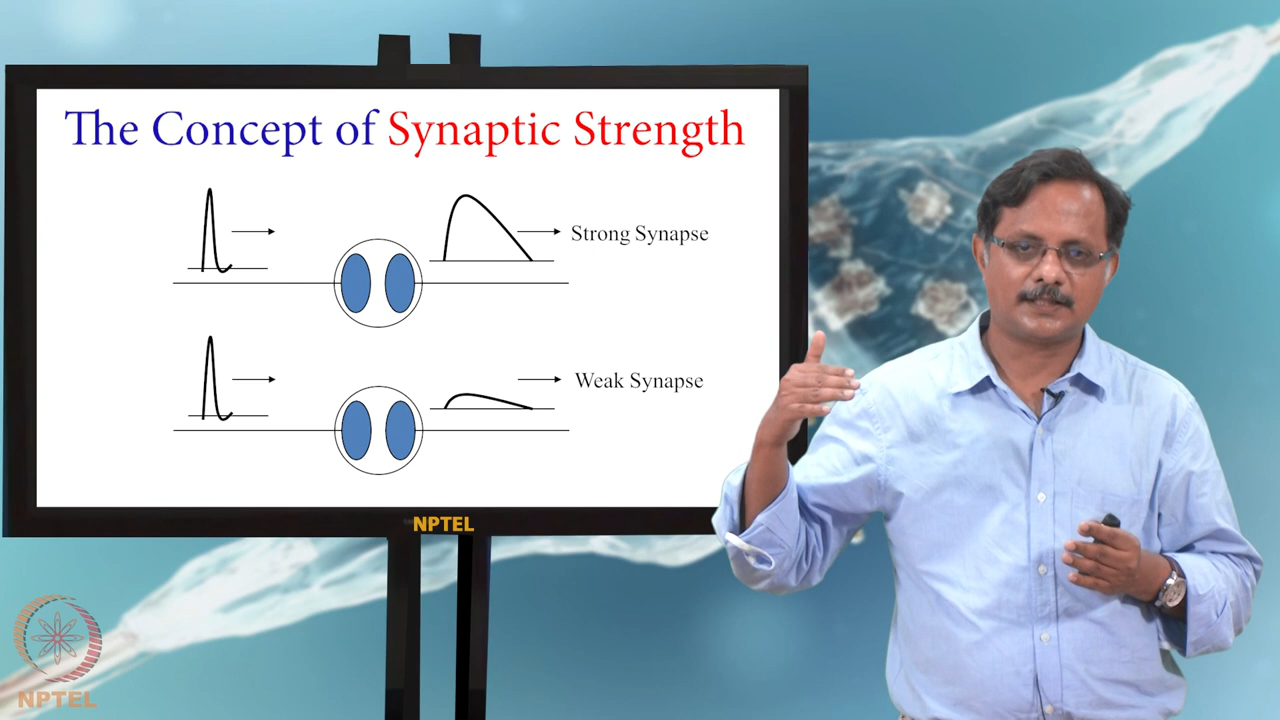 The Concept of Synaptic Strength
Strong Synapse
Weak Synapse
NPTEL
NPTEL